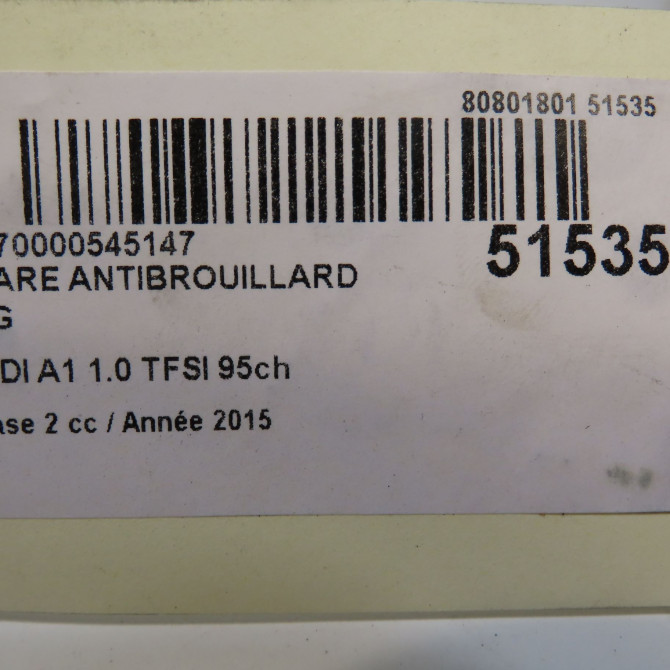 80801801 51535
70000545147
51535
ARE ANTIBROUILLARD
G
DI A1 1.0 TFSI 95ch
ase 2 cc / Année 2015